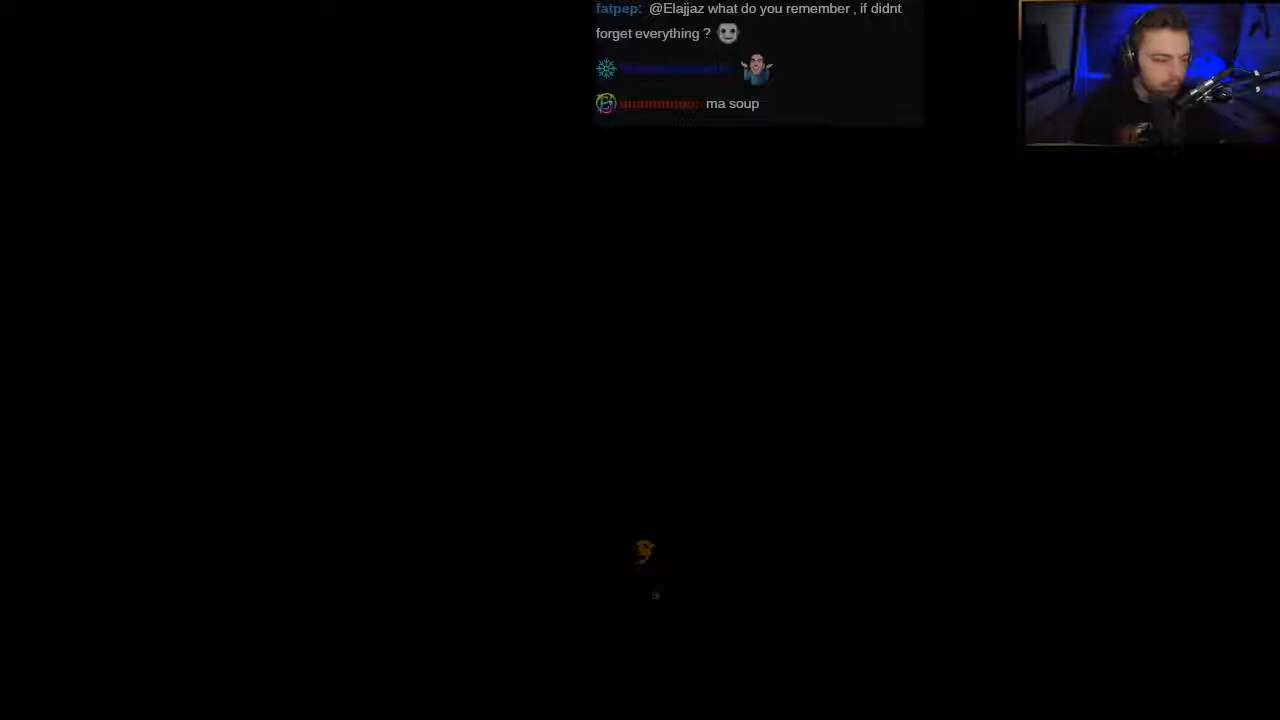 fatpep: @Elajjaz what do you remember , if didnt
forget everything ?
ma soup